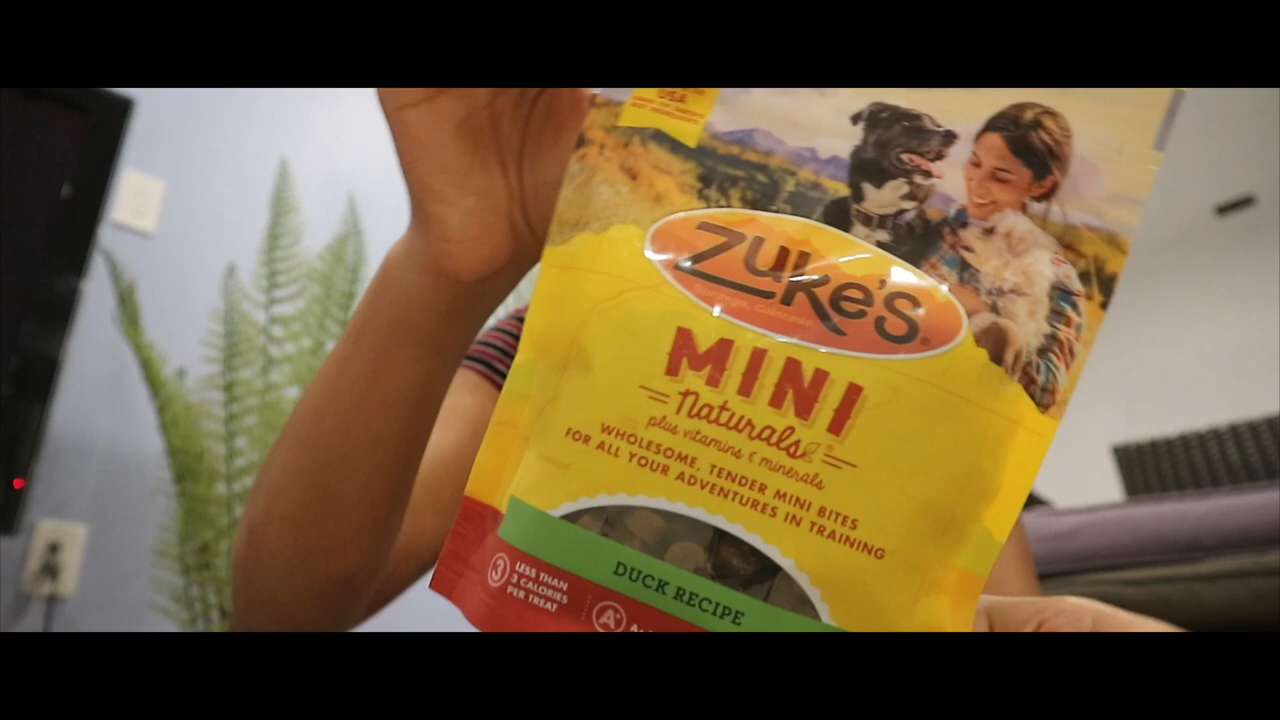 USA
ZUKE'S
MINI
Naturals®
plus vitamins & minerals
WHOLESOME, TENDER MINI BITES
FOR ALL YOUR ADVENTURES IN TRAINING
DUCK RECIPE
3
LESS THAN
3 CALORIES
PER TREAT
A+